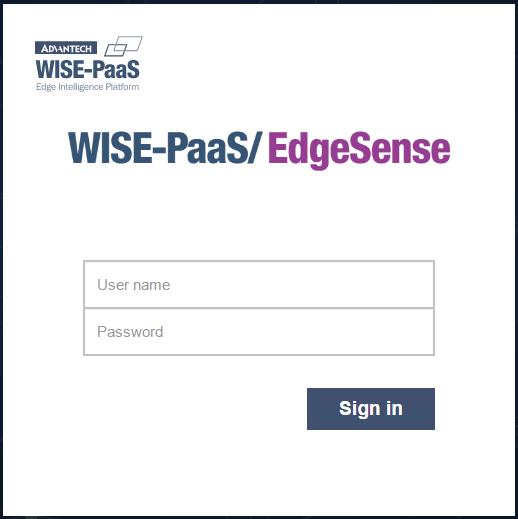 ADVANTECH
WISE-PaaS
Edge Intelligence Platform
WISE-PaaS/ EdgeSense
User name
Password
Sign in